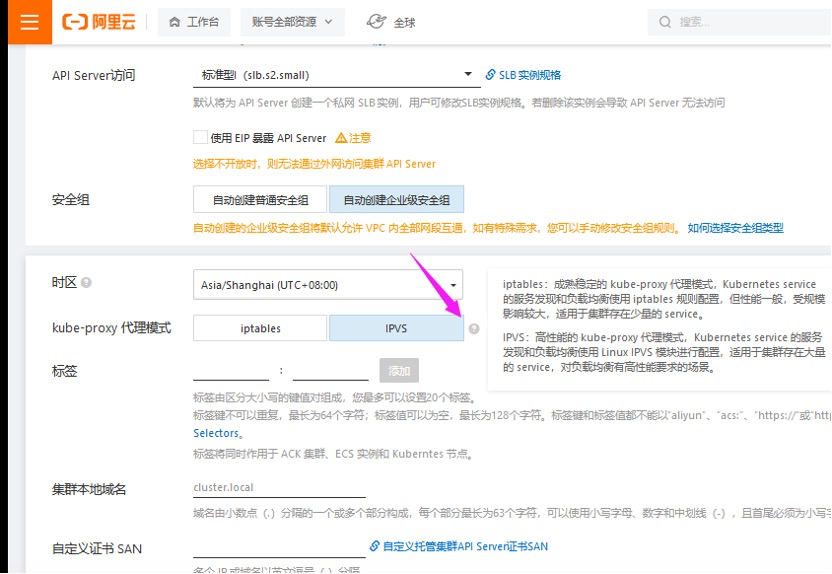 阿里云
工作台
账号全部资源
全球
搜索...
API Server访问
标准型I（slb.s2.small）
SLB 实例规格
默认将为 API Server 创建一个私网 SLB 实例，用户可修改SLB实例规格。若删除该实例会导致 API Server 无法访问
使用 EIP 暴露 API Server
注意
选择不开放时，则无法通过外网访问集群 API Server
安全组
自动创建普通安全组
自动创建企业级安全组
自动创建的企业级安全组将默认允许 VPC 内全部网段互通，如有特殊需求，您可以手动修改安全组规则。 如何选择安全组类型
时区
Asia/Shanghai (UTC+08:00)
iptables：成熟稳定的 kube-proxy 代理模式，Kubernetes service
的服务发现和负载均衡使用 iptables 规则配置，但性能一般，受规模
影响较大，适用于集群存在少量的 service。
kube-proxy 代理模式
iptables
IPVS
IPVS：高性能的 kube-proxy 代理模式，Kubernetes service 的服务
发现和负载均衡使用 Linux IPVS 模块进行配置，适用于集群存在大量
的 service，对负载均衡有高性能要求的场景。
标签
:
添加
标签由区分大小写的键值对组成，您最多可以设置20个标签。
标签键不可以重复，最长为64个字符；标签值可以为空，最长为128个字符。标签键和标签值都不能以“aliyun”、“acs:”、“https://”或“http
Selectors。
标签将同时作用于 ACK 集群、ECS 实例和 Kuberntes 节点。
集群本地域名
cluster.local
域名由小数点（.）分隔的一个或多个部分构成，每个部分最长为63个字符，可以使用小写字母、数字和中划线（-），且首尾必须为小写字
自定义证书 SAN
自定义托管集群API Server证书SAN
多个 IP 或域名以英文逗号（,）分隔